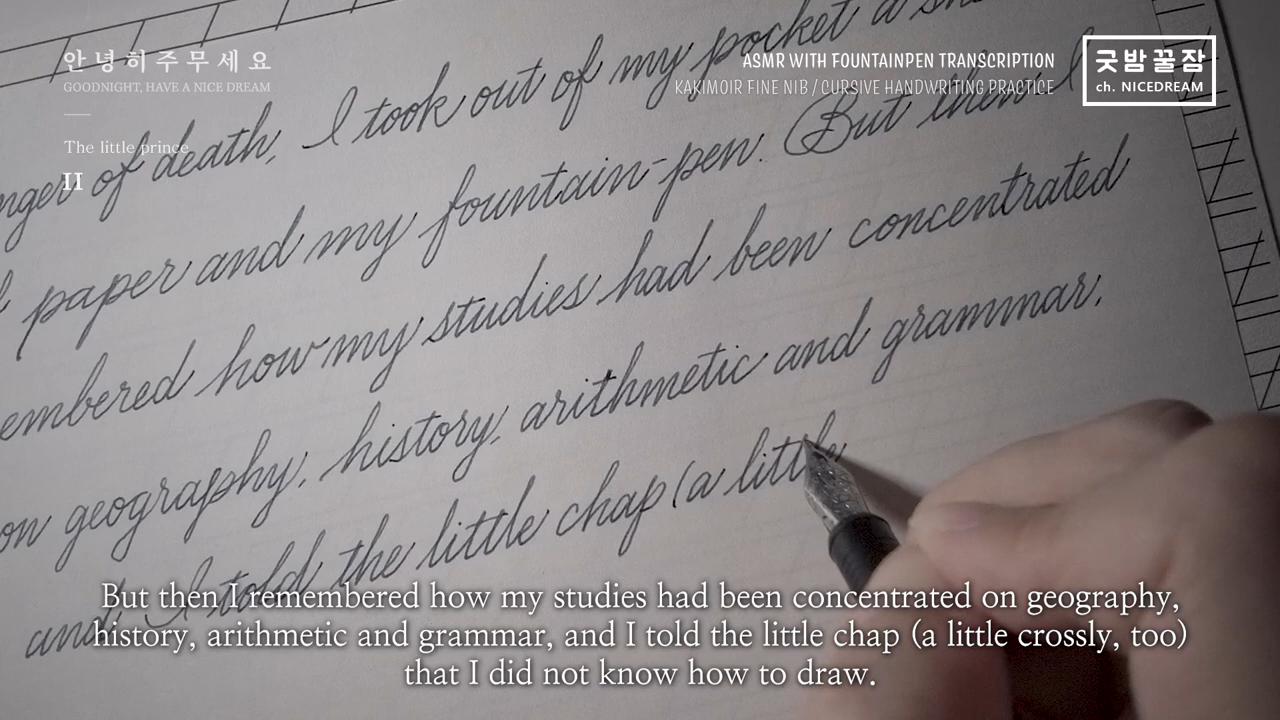 안녕히주무세요
GOODNIGHT, HAVE A NICE DREAM
The little prince
II
ASMR WITH FOUNTAINPEN TRANSCRIPTION
KAKIMOIR FINE NIB / CURSIVE HANDWRITING PRACTICE
굿밤꿀잠
ch. NICEDREAM
of death, I took out of my pocket a
paper and my fountain-pen. But then I
how my studies had been concentrated
on geography, history, arithmetic and grammar,
and I told the little chap (a little
But then I remembered how my studies had been concentrated on geography,
history, arithmetic and grammar, and I told the little chap (a little crossly, too)
that I did not know how to draw.